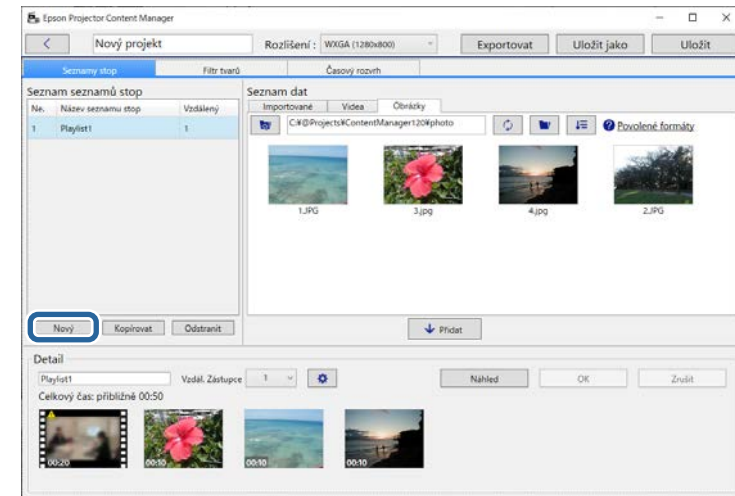 Epson Projector Content Manager
Nový projekt Rozlišení : WXGA (1280x800) Exportovat Uložit jako Uložit
Seznamy stop Filtr tvarů Časový rozvrh
Seznam seznamů stop Seznam dat
Ne. Název seznamu stop Vzdálený Importované Videa Obrázky
1 Playlist1 1 C:¥@Projects¥ContentManager120¥photo Povolené formáty
1.JPG 3.jpg 4.jpg 2.JPG
Nový Kopírovat Odstranit Přidat
Detail
Playlist1 Vzdál. Zástupce 1 Náhled OK Zrušit
Celkový čas: přibližně 00:50
00:20 00:10 00:10 00:10